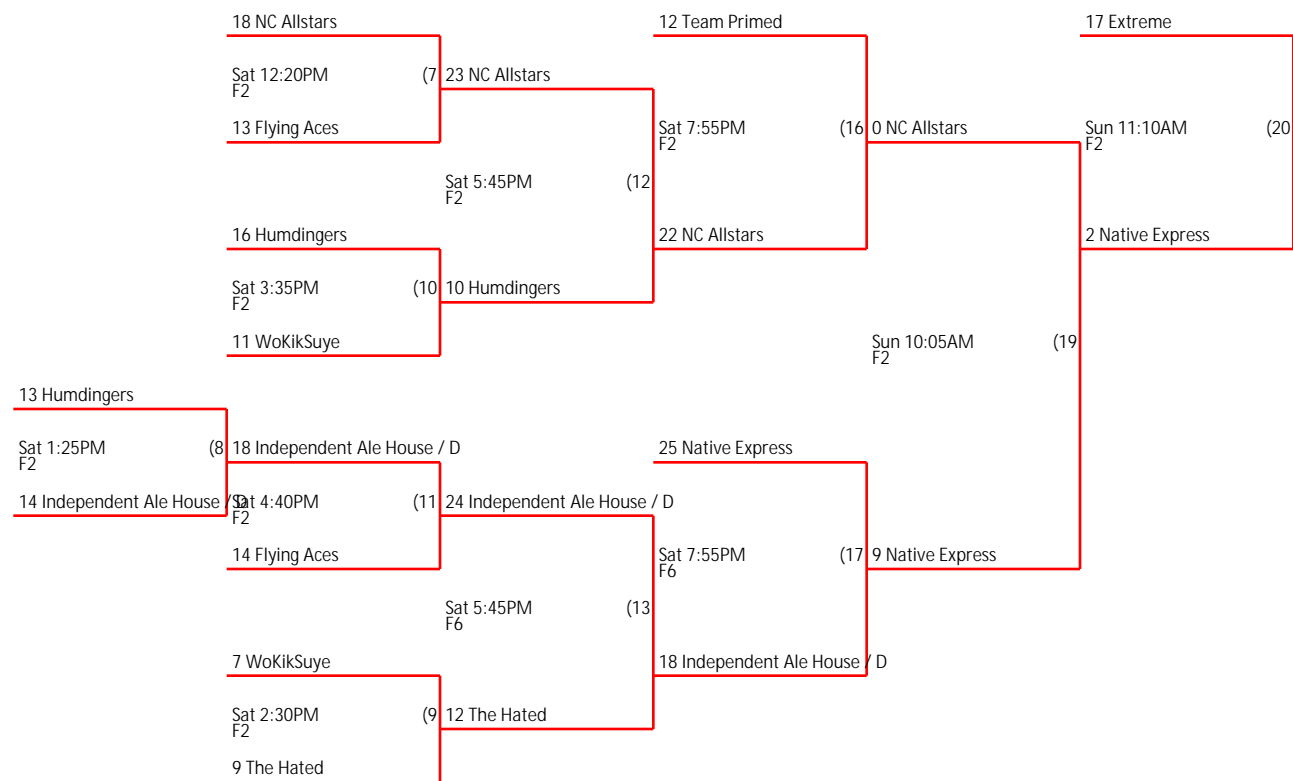 18 NC Allstars
12 Team Primed
17 Extreme
Sat 12:20PM
F2
(7
23 NC Allstars
13 Flying Aces
Sat 7:55PM
F2
(16
0 NC Allstars
Sun 11:10AM
F2
(20
Sat 5:45PM
F2
(12
16 Humdingers
22 NC Allstars
2 Native Express
Sat 3:35PM
F2
(10
10 Humdingers
11 WoKikSuye
Sun 10:05AM
F2
(19
13 Humdingers
Sat 1:25PM
F2
(8
18 Independent Ale House / D
25 Native Express
14 Independent Ale House / D
Sat 4:40PM
F2
(11
24 Independent Ale House / D
14 Flying Aces
Sat 7:55PM
F6
(17
9 Native Express
Sat 5:45PM
F6
(13
7 WoKikSuye
18 Independent Ale House / D
Sat 2:30PM
F2
(9
12 The Hated
9 The Hated